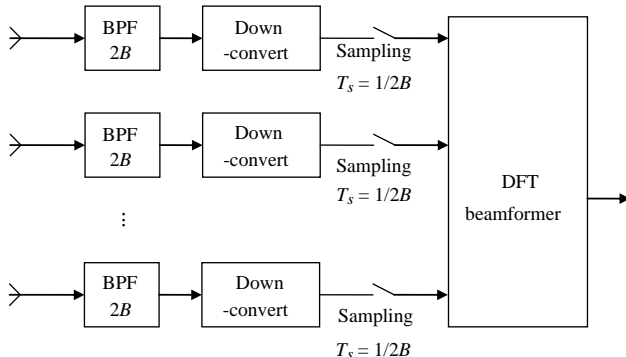 BPF
2B
Down
-convert
Sampling
Ts = 1/2B
BPF
2B
Down
-convert
Sampling
Ts = 1/2B
...
BPF
2B
Down
-convert
Sampling
Ts = 1/2B
DFT
beamformer